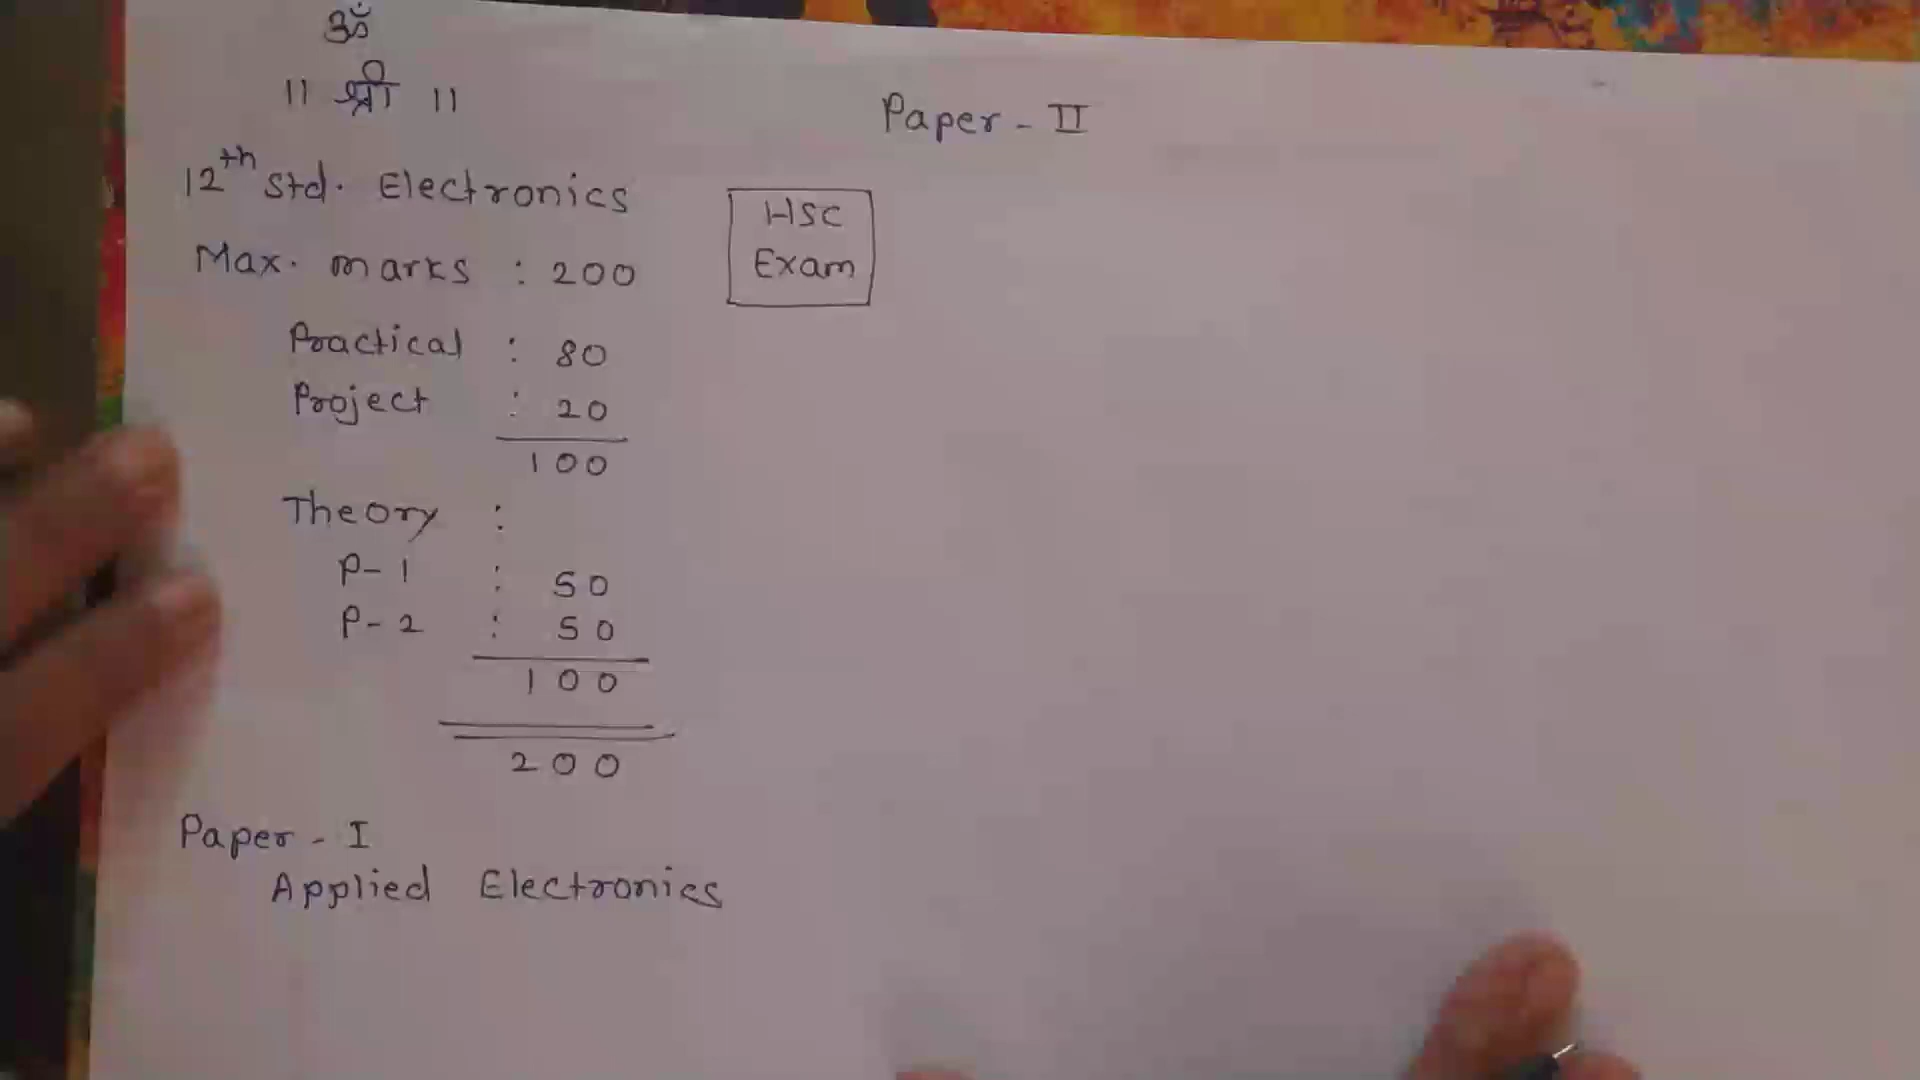 ॐ
॥ श्री ॥
12th std. Electronics
Max. marks : 200
Practical : 80
Project : 20
100
Theory :
P-1 : 50
P-2 : 50
100
200
Paper - I
Applied Electronics
HSC
Exam
Paper - II